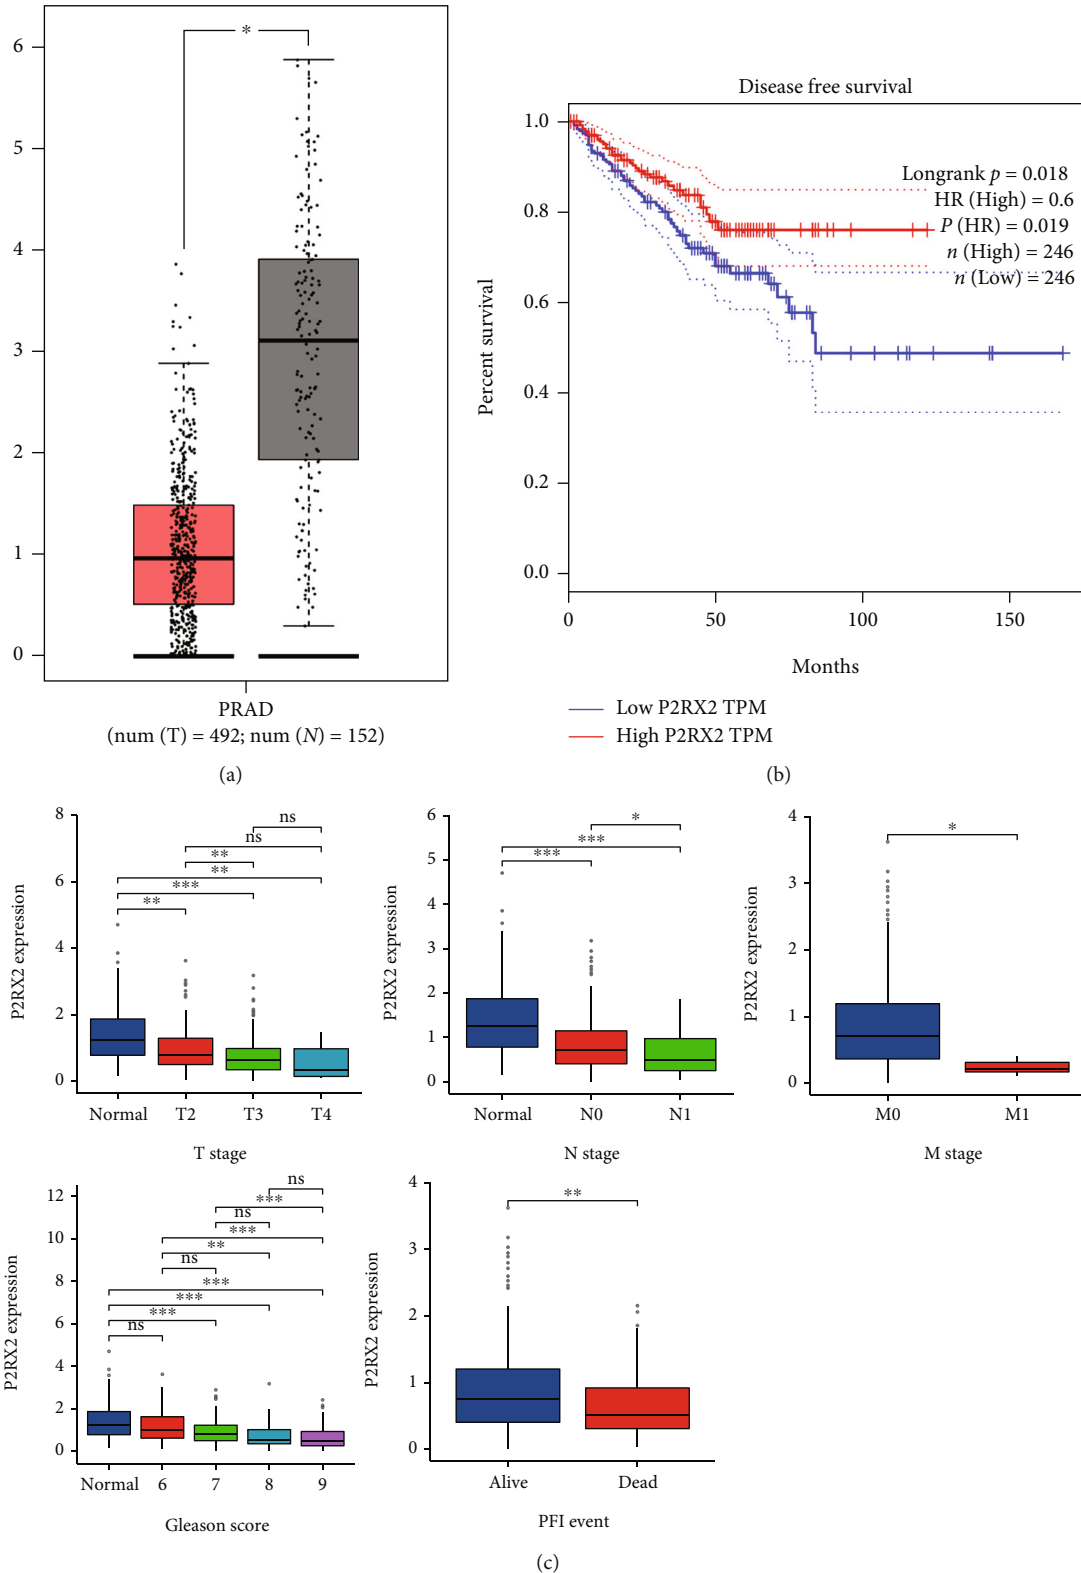 6
5
4
3
2
1
0
*
PRAD
(num (T) = 492; num (N) = 152)
(a)
Disease free survival
1.0
0.8
0.6
0.4
0.2
0.0
Percent survival
Longrank p = 0.018
HR (High) = 0.6
P (HR) = 0.019
n (High) = 246
n (Low) = 246
0 50 100 150
Months
Low P2RX2 TPM
High P2RX2 TPM
(b)
8
6
4
2
0
P2RX2 expression
ns
ns
**
**
***
**
Normal T2 T3 T4
T stage
6
5
4
3
2
1
0
P2RX2 expression
*
***
***
Normal N0 N1
N stage
4
3
2
1
0
P2RX2 expression
*
M0 M1
M stage
12
10
8
6
4
2
0
P2RX2 expression
ns
***
ns
***
**
ns
***
***
***
ns
Normal 6 7 8 9
Gleason score
4
3
2
1
0
P2RX2 expression
**
Alive Dead
PFI event
(c)